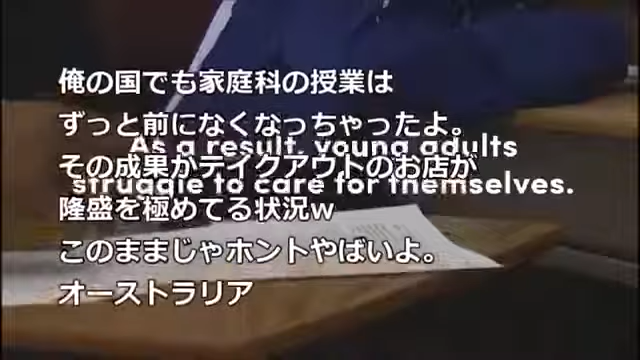 俺の国でも家庭科の授業は
ずっと前になくなっちゃったよ。
As a result, young adults
その成果かテイクアウトのお店が
struggle to care for themselves.
隆盛を極めてる状況w
このままじゃホントやばいよ。
オーストラリア